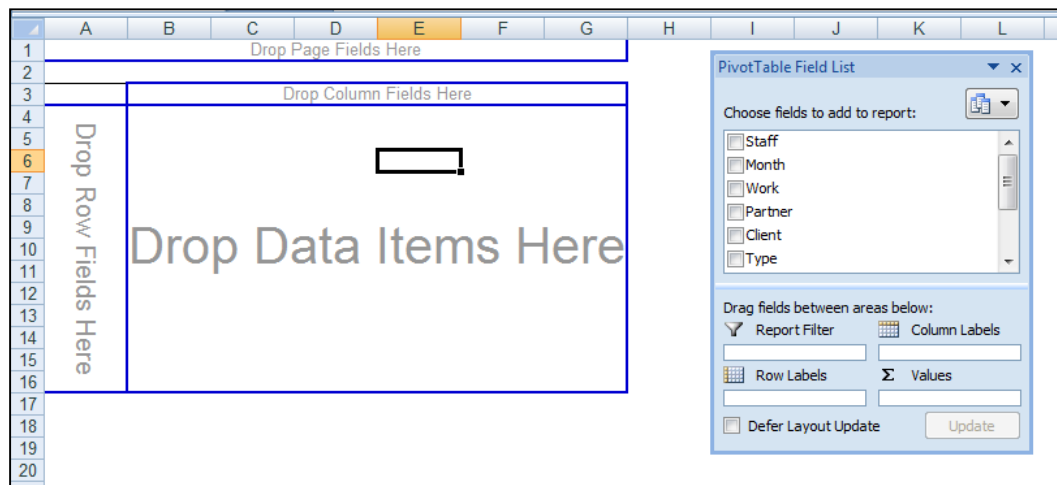 A B C D E F G H I J K L
1 Drop Page Fields Here
2
3 Drop Column Fields Here
4
5
6
7
8
9
10
11
12
13
14
15
16
17
18
19
20
Drop Row Fields Here
Drop Data Items Here
PivotTable Field List
Choose fields to add to report:
Staff
Month
Work
Partner
Client
Type
Drag fields between areas below:
Report Filter
Column Labels
Row Labels
Σ Values
Defer Layout Update
Update